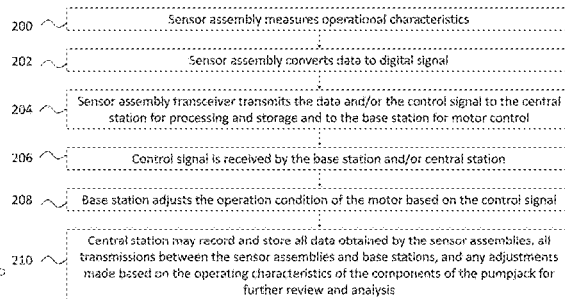 200 Sensor assembly measures operational characteristics
202 Sensor assembly converts data to digital signal
204 Sensor assembly transceiver transmits the data and/or the control signal to the central
station for processing and storage and to the base station for motor control
206 Control signal is received by the base station and/or central station
208 Base station adjusts the operation condition of the motor based on the control signal
Central station may record and store all data obtained by the sensor assemblies, all
210 transmissions between the sensor assemblies and base stations, and any adjustments
made based on the operating characteristics of the components of the pumpjack for
further review and analysis